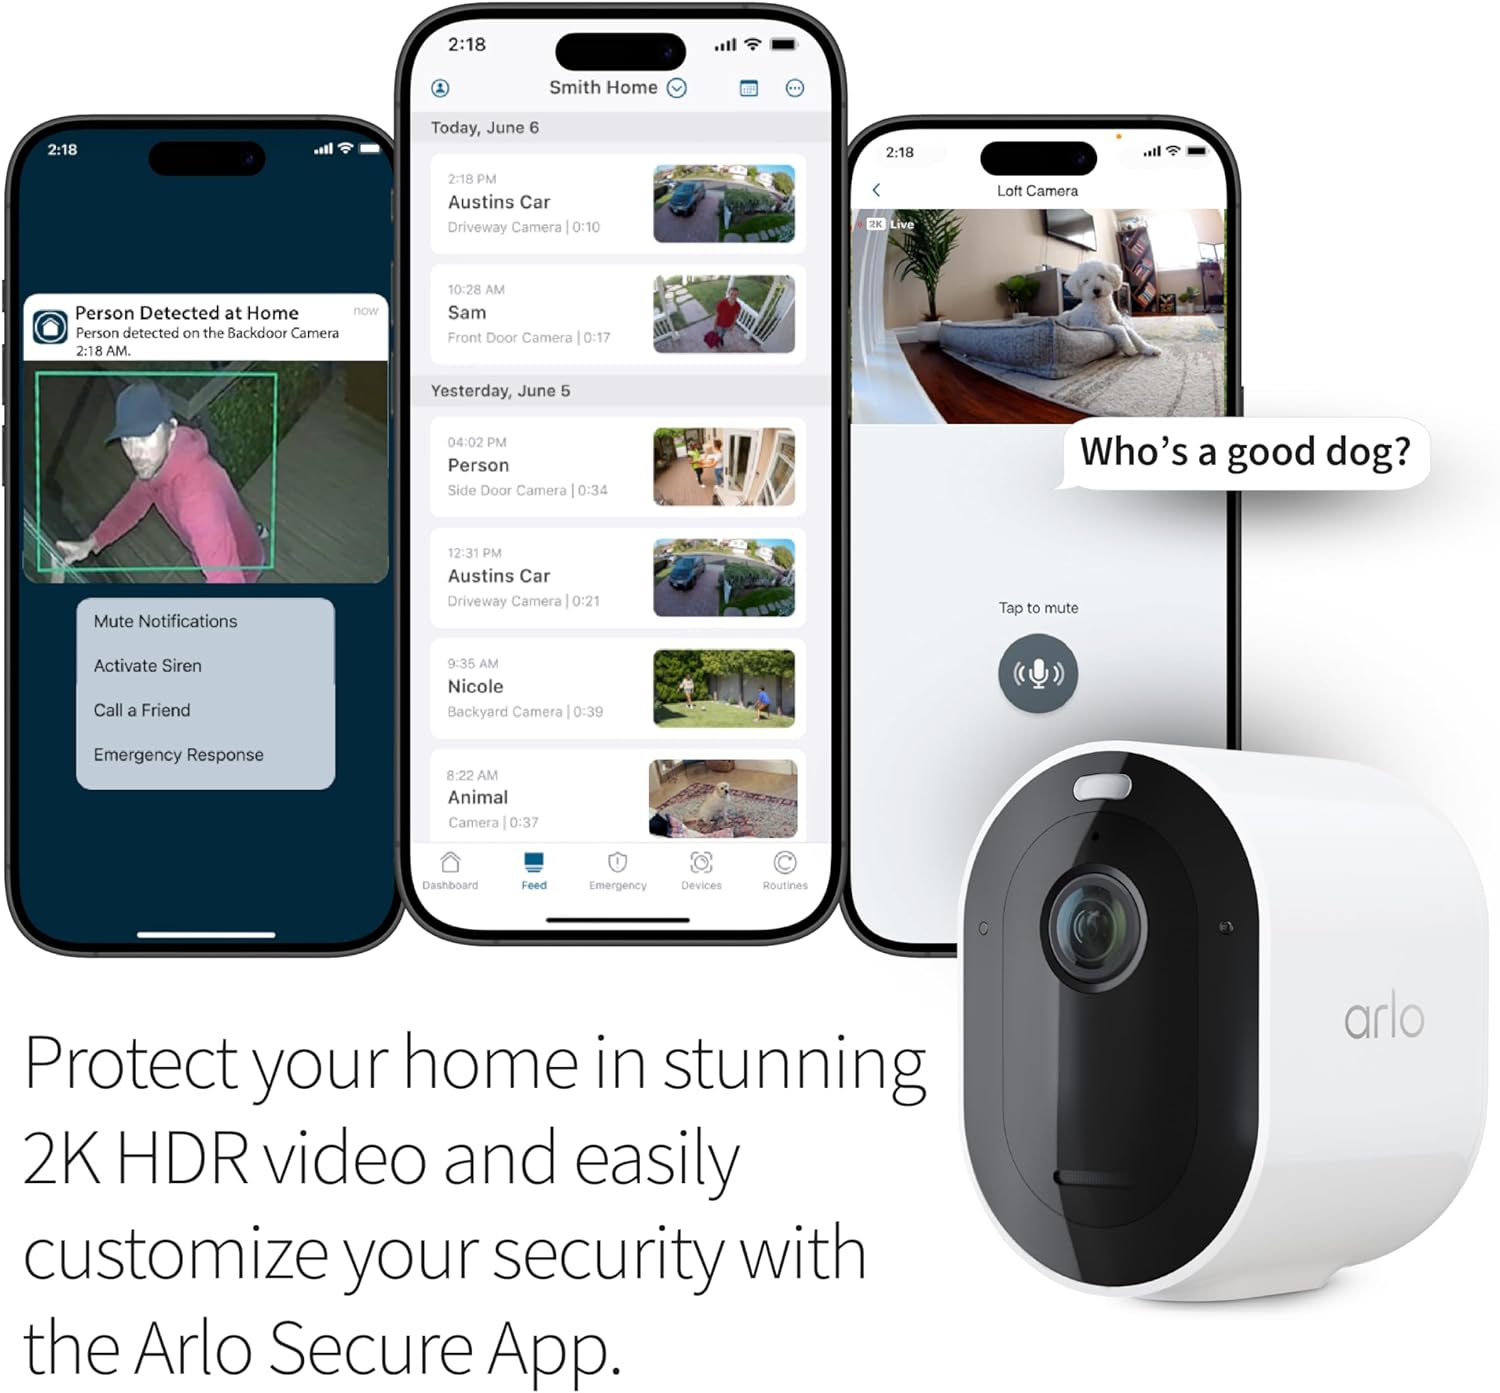 2:18
Person Detected at Home
now
Person detected on the Backdoor Camera
2:18 AM.
Mute Notifications
Activate Siren
Call a Friend
Emergency Response
2:18
Smith Home
Today, June 6
2:18 PM
Austins Car
Driveway Camera | 0:10
10:28 AM
Sam
Front Door Camera | 0:17
Yesterday, June 5
04:02 PM
Person
Side Door Camera | 0:34
12:31 PM
Austins Car
Driveway Camera | 0:21
9:35 AM
Nicole
Backyard Camera | 0:39
8:22 AM
Animal
Camera | 0:37
Dashboard
Feed
Emergency
Devices
Routines
2:18
Loft Camera
2K Live
Who's a good dog?
Tap to mute
arlo
Protect your home in stunning
2K HDR video and easily
customize your security with
the Arlo Secure App.